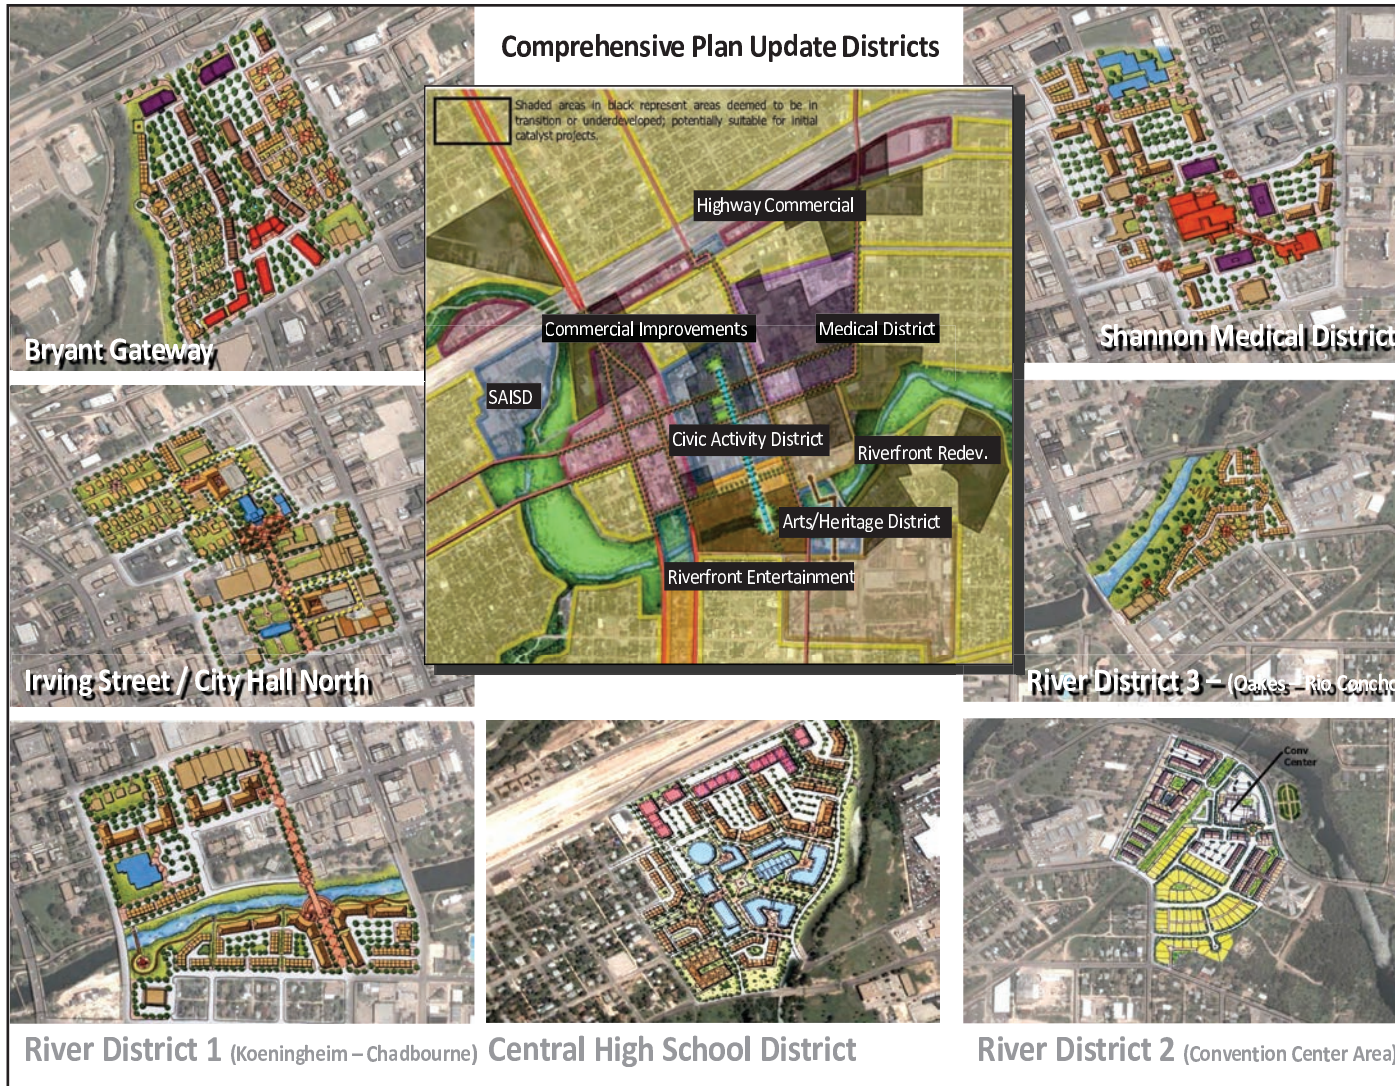 Comprehensive Plan Update Districts
Shaded areas in black represent areas deemed to be in
transition or underdeveloped; potentially suitable for initial
catalyst projects.
Highway Commercial
Commercial Improvements
Medical District
SAISD
Civic Activity District
Riverfront Redev.
Arts/Heritage District
Riverfront Entertainment
Bryant Gateway
Shannon Medical District
Irving Street / City Hall North
River District 3 – (Oakes – Rio Concho
Conv
Center
River District 1 (Koeningheim – Chadbourne)
Central High School District
River District 2 (Convention Center Area)